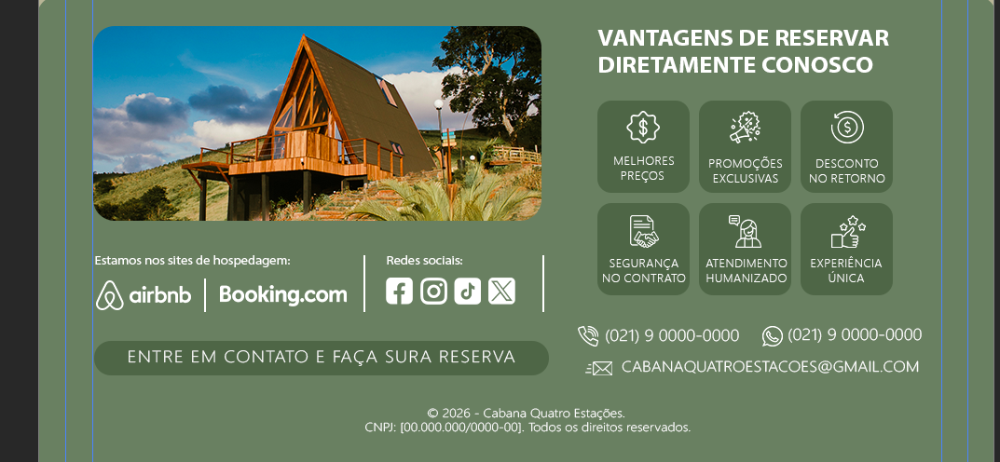 VANTAGENS DE RESERVAR
DIRETAMENTE CONOSCO
MELHORES
PREÇOS
PROMOÇÕES
EXCLUSIVAS
DESCONTO
NO RETORNO
SEGURANÇA
NO CONTRATO
ATENDIMENTO
HUMANIZADO
EXPERIÊNCIA
ÚNICA
Estamos nos sites de hospedagem:
airbnb
Booking.com
Redes sociais:
ENTRE EM CONTATO E FAÇA SURA RESERVA
(021) 9 0000-0000
(021) 9 0000-0000
CABANAQUATROESTACOES@GMAIL.COM
© 2026 - Cabana Quatro Estações.
CNPJ: [00.000.000/0000-00]. Todos os direitos reservados.